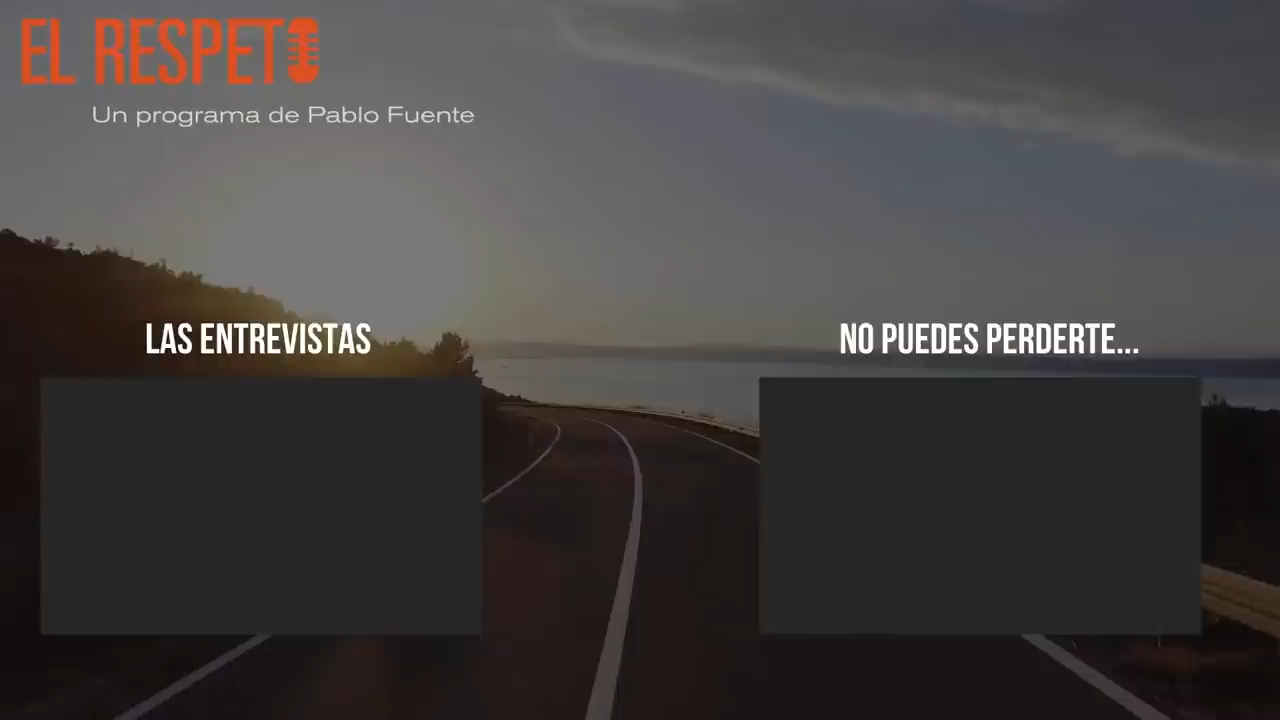 EL RESPETO
Un programa de Pablo Fuente
LAS ENTREVISTAS
NO PUEDES PERDERTE...